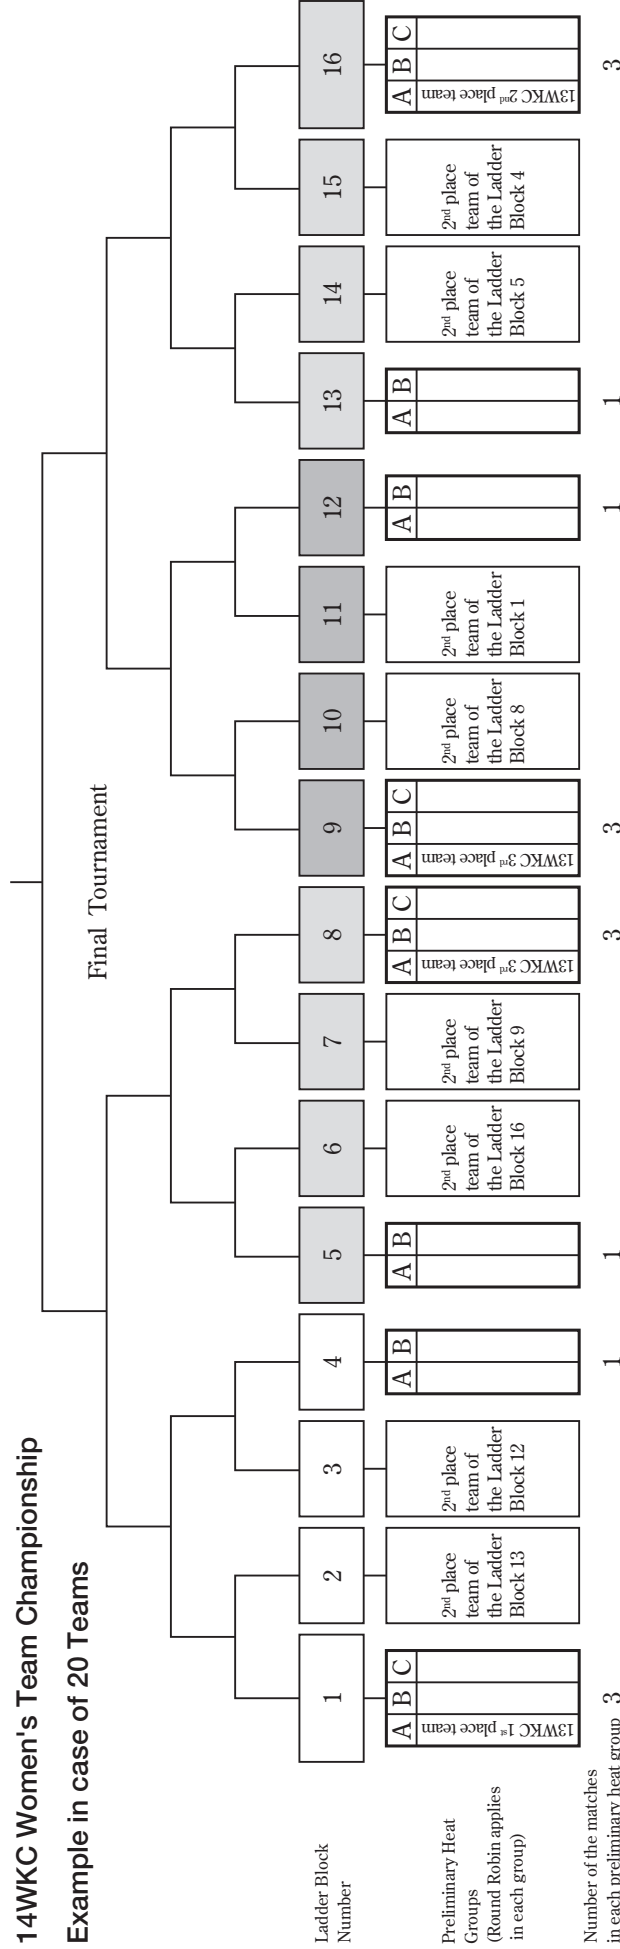 14WKC Women's Team Championship
Example in case of 20 Teams
Final Tournament
Ladder Block
Number
1 2 3 4 5 6 7 8 9 10 11 12 13 14 15 16
Preliminary Heat
Groups
(Round Robin applies
in each group)
A B C
13WKC 1st place team
2nd place
team of
the Ladder
Block 13
2nd place
team of
the Ladder
Block 12
A B
A B
2nd place
team of
the Ladder
Block 16
2nd place
team of
the Ladder
Block 9
A B C
13WKC 3rd place team
A B C
13WKC 3rd place team
2nd place
team of
the Ladder
Block 8
2nd place
team of
the Ladder
Block 1
A B
A B
2nd place
team of
the Ladder
Block 5
2nd place
team of
the Ladder
Block 4
A B C
13WKC 2nd place team
Number of the matches
in each preliminary heat group
3 1 1 3 3 1 1 3